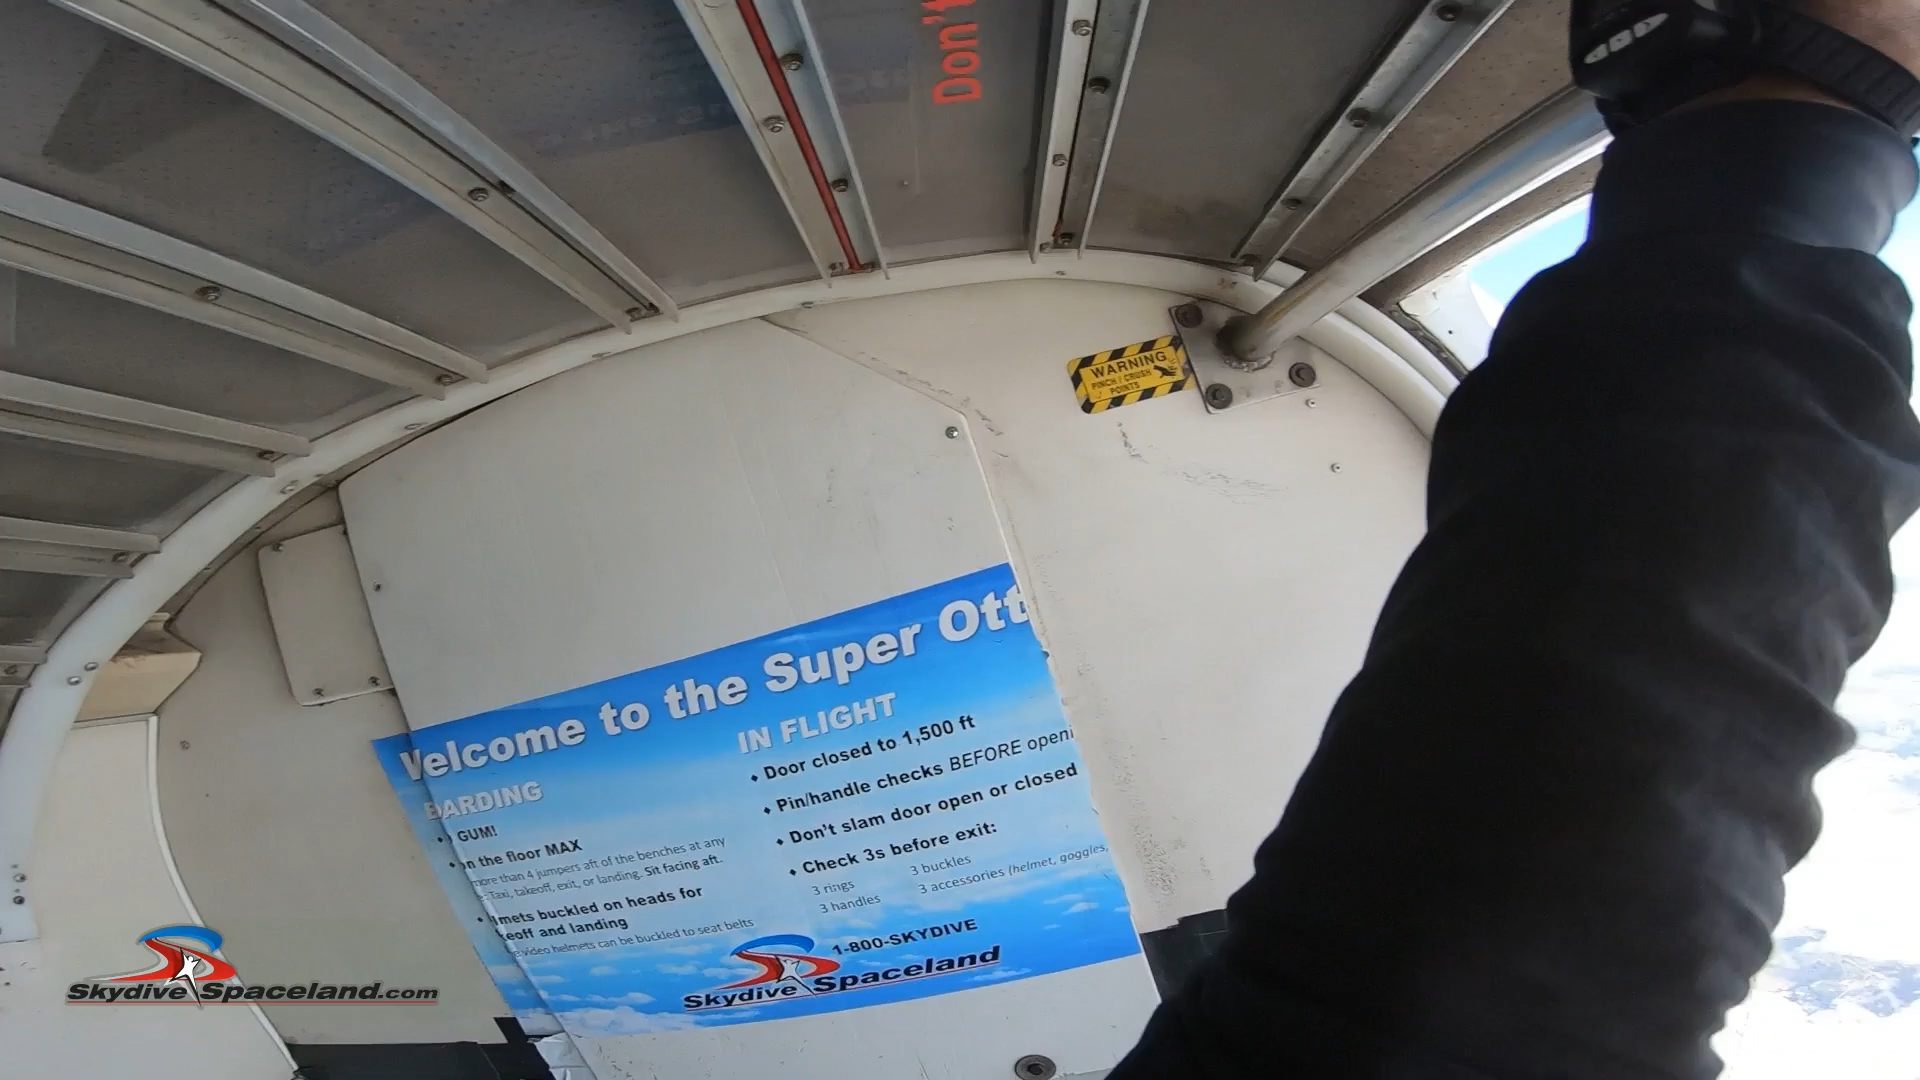 Don't
WARNING
PINCH / CRUSH
POINTS
Welcome to the Super Ott
IN FLIGHT
• Door closed to 1,500 ft
• Pin/handle checks BEFORE openi
• Don't slam door open or closed
• Check 3s before exit:
3 rings 3 buckles
3 handles 3 accessories (helmet, goggles,
ARDING
• GUM!
• n the floor MAX
more than 4 jumpers aft of the benches at any
e: Taxi, takeoff, exit, or landing. Sit facing aft.
• lmets buckled on heads for
keoff and landing
video helmets can be buckled to seat belts
1-800-SKYDIVE
Skydive Spaceland
Skydive Spaceland.com